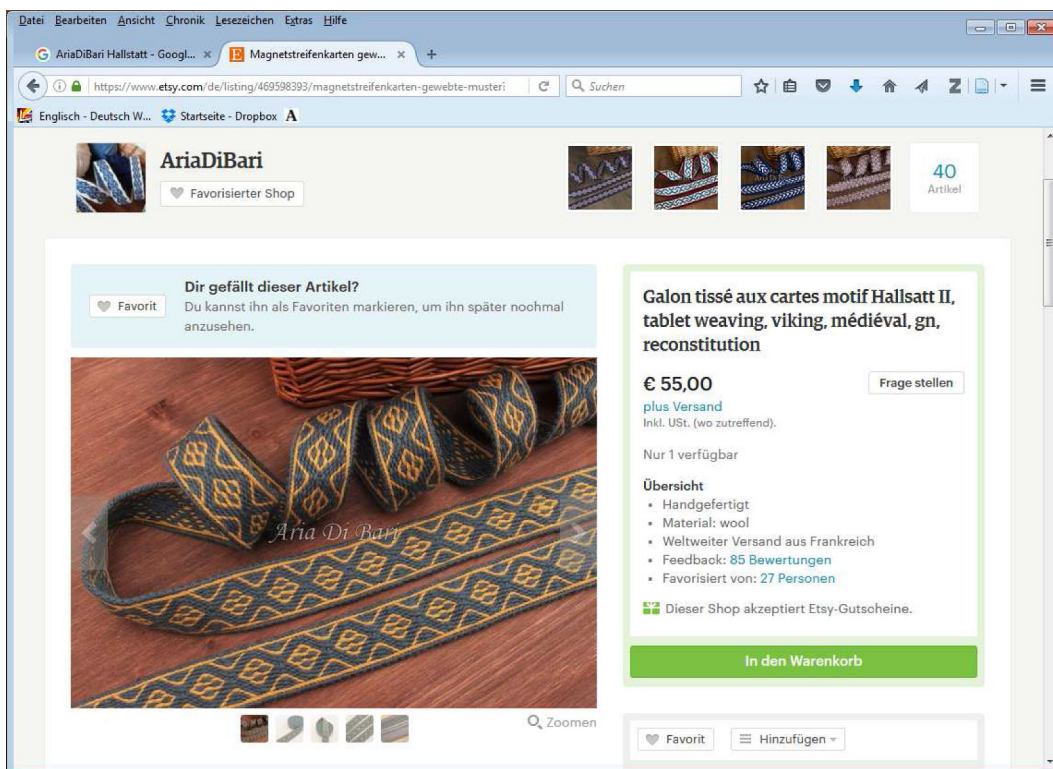 Datei Bearbeiten Ansicht Chronik Lesezeichen Extras Hilfe
AriaDiBari Hallstatt - Googl... ×
Magnetstreifenkarten gew... × +
https://www.etsy.com/de/listing/469598393/magnetstreifenkarten-gewebte-musteri
Suchen
Englisch - Deutsch W... Startseite - Dropbox A
AriaDiBari
Favorisierter Shop
40
Artikel
Dir gefällt dieser Artikel?
Favorit
Du kannst ihn als Favoriten markieren, um ihn später noch mal
anzusehen.
Aria Di Bari
Zoomen
Galon tissé aux cartes motif Hallsatt II,
tablet weaving, viking, médiéval, gn,
reconstitution
€ 55,00
Frage stellen
plus Versand
Inkl. USt. (wo zutreffend).
Nur 1 verfügbar
Übersicht
• Handgefertigt
• Material: wool
• Weltweiter Versand aus Frankreich
• Feedback: 85 Bewertungen
• Favorisiert von: 27 Personen
Dieser Shop akzeptiert Etsy-Gutscheine.
In den Warenkorb
Favorit
Hinzufügen